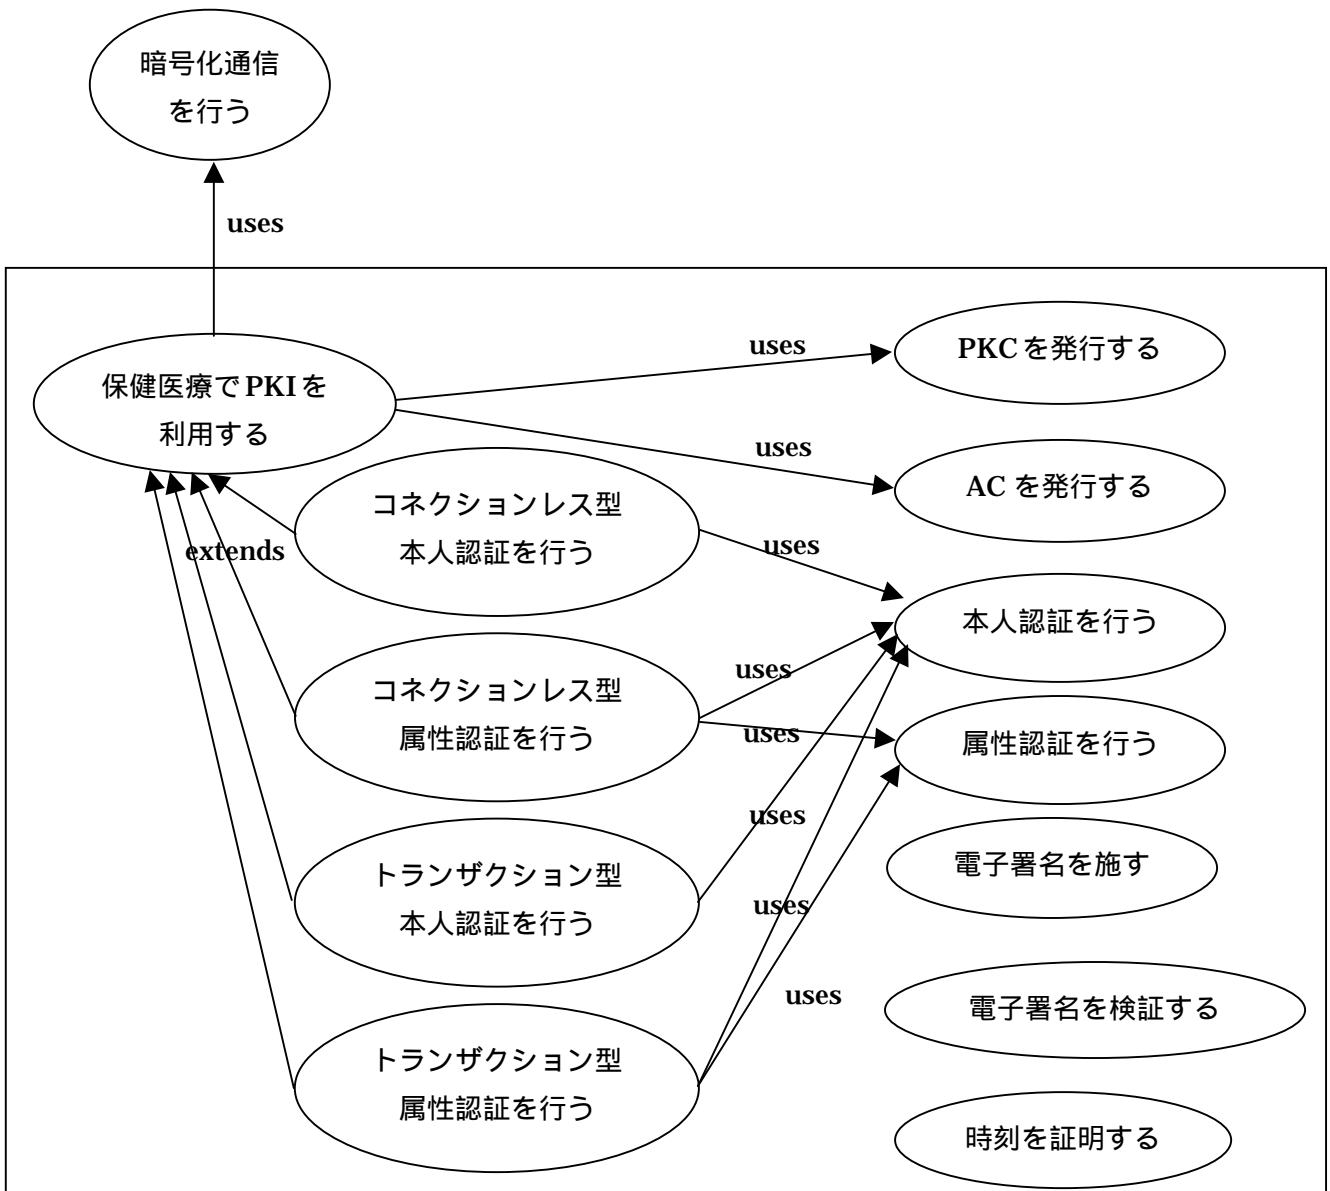 暗号化通信
を行う
uses
保健医療でPKIを
利用する
uses
PKCを発行する
uses
ACを発行する
extends
コネクションレス型
本人認証を行う
uses
本人認証を行う
コネクションレス型
属性認証を行う
uses
uses
属性認証を行う
uses
トランザクション型
本人認証を行う
電子署名を施す
uses
uses
電子署名を検証する
トランザクション型
属性認証を行う
時刻を証明する